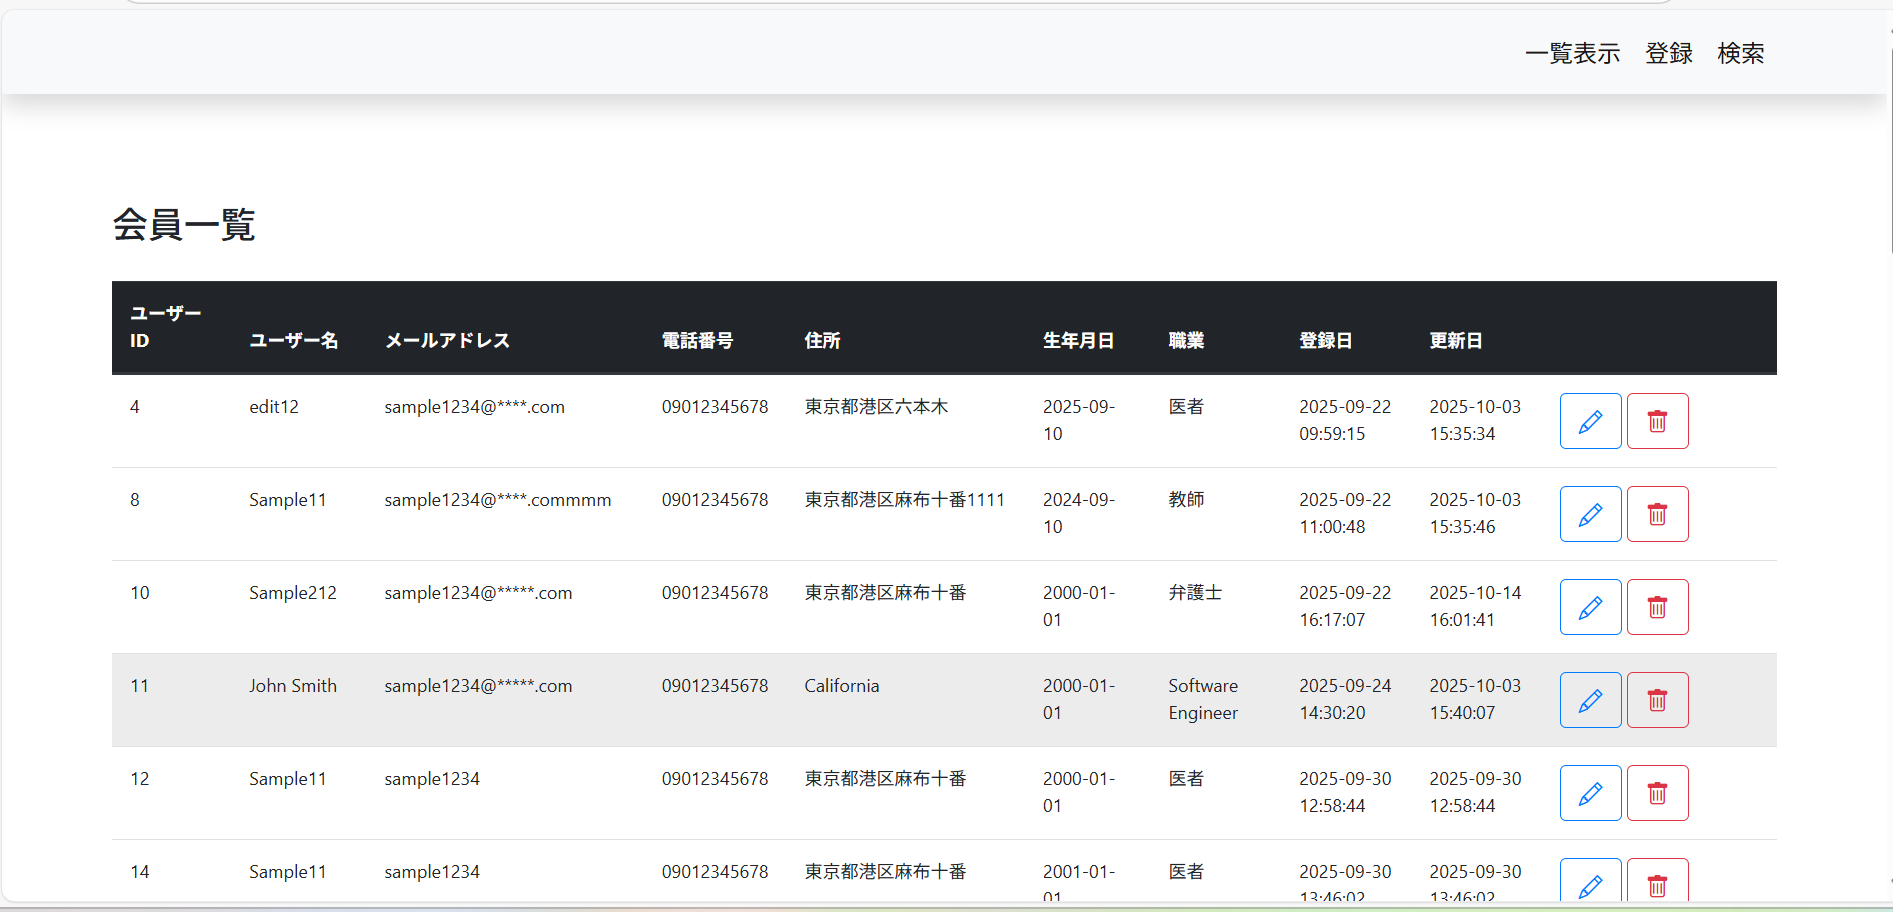 一覧表示 登録 検索
会員一覧
ユーザー
ID ユーザー名 メールアドレス 電話番号 住所 生年月日 職業 登録日 更新日
4 edit12 sample1234@****.com 09012345678 東京都港区六本木 2025-09- 医者 2025-09-22 2025-10-03
10 09:59:15 15:35:34
8 Sample11 sample1234@****.commmm 09012345678 東京都港区麻布十番1111 2024-09- 教師 2025-09-22 2025-10-03
10 11:00:48 15:35:46
10 Sample212 sample1234@*****.com 09012345678 東京都港区麻布十番 2000-01- 弁護士 2025-09-22 2025-10-14
01 16:17:07 16:01:41
11 John Smith sample1234@*****.com 09012345678 California 2000-01- Software 2025-09-24 2025-10-03
01 Engineer 14:30:20 15:40:07
12 Sample11 sample1234 09012345678 東京都港区麻布十番 2000-01- 医者 2025-09-30 2025-09-30
01 12:58:44 12:58:44
14 Sample11 sample1234 09012345678 東京都港区麻布十番 2001-01- 医者 2025-09-30 2025-09-30
01 13:46:02 13:46:02